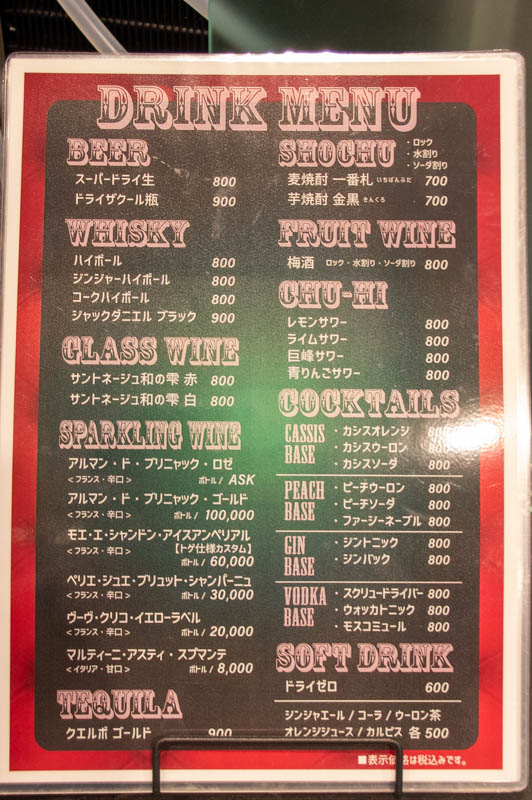 DRINK MENU
BEER
スーパードライ生 800
ドライザクール瓶 900
WHISKY
ハイボール 800
ジンジャーハイボール 800
コークハイボール 800
ジャックダニエル ブラック 900
GLASS WINE
サントネージュ和の雫 赤 800
サントネージュ和の雫 白 800
SPARKLING WINE
アルマン・ド・ブリニャック・ロゼ
<フランス・辛口> ボトル / ASK
アルマン・ド・ブリニャック・ゴールド
<フランス・辛口> ボトル / 100,000
モエ・エ・シャンドン・アイスアンペリアル
<フランス・辛口> 【トゲ仕様カスタム】
ボトル / 60,000
ペリエ・ジュエ・ブリュット・シャンパーニュ
<フランス・辛口> ボトル / 30,000
ヴーヴ・クリコ・イエローラベル
<フランス・辛口> ボトル / 20,000
マルティーニ・アスティ・スプマンテ
<イタリア・甘口> ボトル / 8,000
TEQUILA
クエルボ ゴールド 900
SHOCHU
・ロック
・水割り
・ソーダ割り
麦焼酎 一番札 いちばんふだ 700
芋焼酎 金黒 きんくろ 700
FRUIT WINE
梅酒 ロック・水割り・ソーダ割り 800
CHU-HI
レモンサワー 800
ライムサワー 800
巨峰サワー 800
青りんごサワー 800
COCKTAILS
CASSIS BASE
・カシスオレンジ 800
・カシスウーロン 800
・カシスソーダ 800
PEACH BASE
・ピーチウーロン 800
・ピーチソーダ 800
・ファージーネーブル 800
GIN BASE
・ジントニック 800
・ジンバック 800
VODKA BASE
・スクリュードライバー 800
・ウォッカトニック 800
・モスコミュール 800
SOFT DRINK
ドライゼロ 600
ジンジャエール / コーラ / ウーロン茶
オレンジジュース / カルピス 各 500
■表示価格は税込みです。